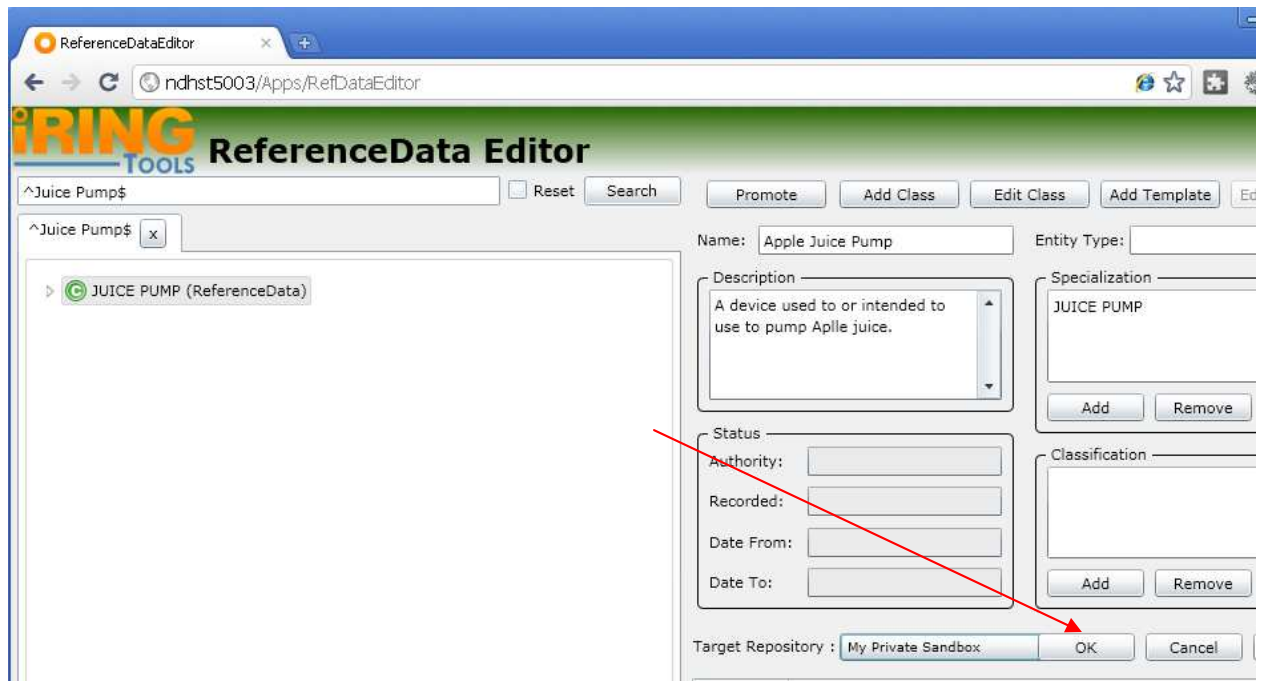 ReferenceDataEditor
ndhst5003/Apps/RefDataEditor
iRING TOOLS ReferenceData Editor
^Juice Pump$ Reset Search Promote Add Class Edit Class Add Template Ed
^Juice Pump$ x
Name: Apple Juice Pump Entity Type:
JUICE PUMP (ReferenceData)
Description Specialization
A device used to or intended to JUICE PUMP
use to pump Aplle juice.
Add Remove
Status
Authority: Classification
Recorded:
Date From:
Date To: Add Remove
Target Repository : My Private Sandbox OK Cancel